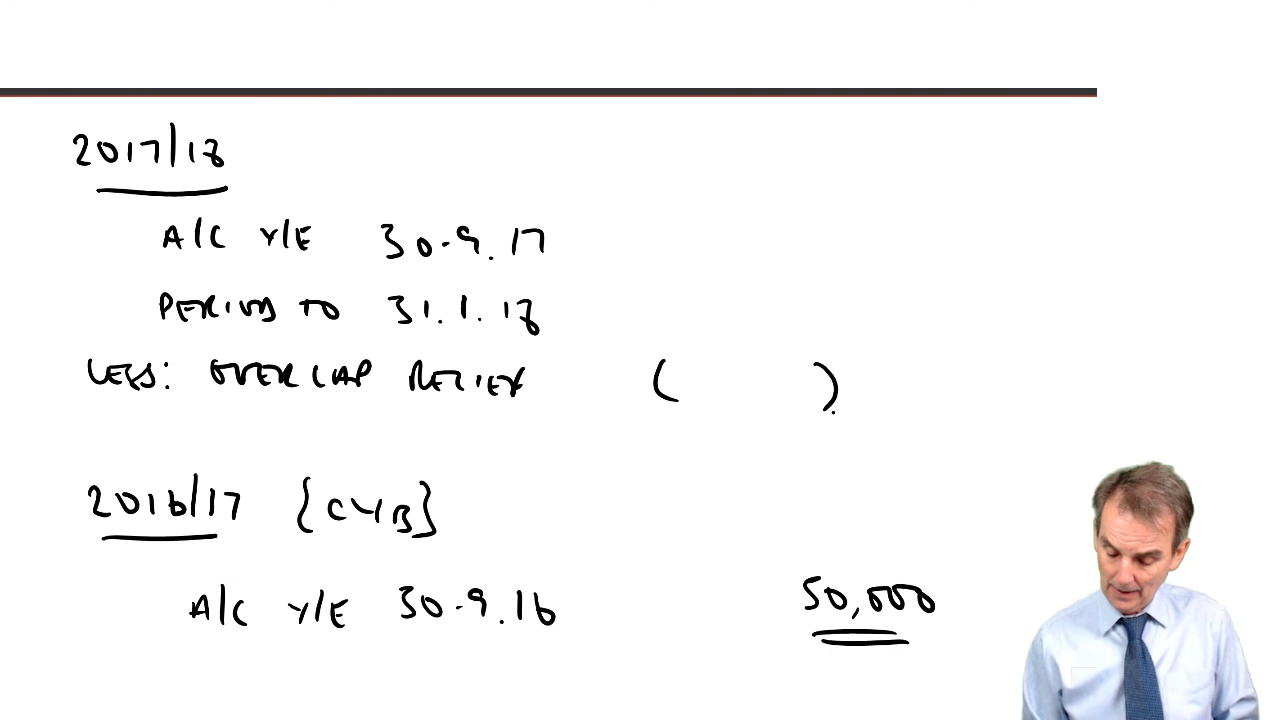 2017/18
A/C Y/E 30.9.17
PERIOD TO 31.1.18
LESS: OVERLAP RELIEF ( )
2016/17 {CYB}
A/C Y/E 30.9.16 50,000